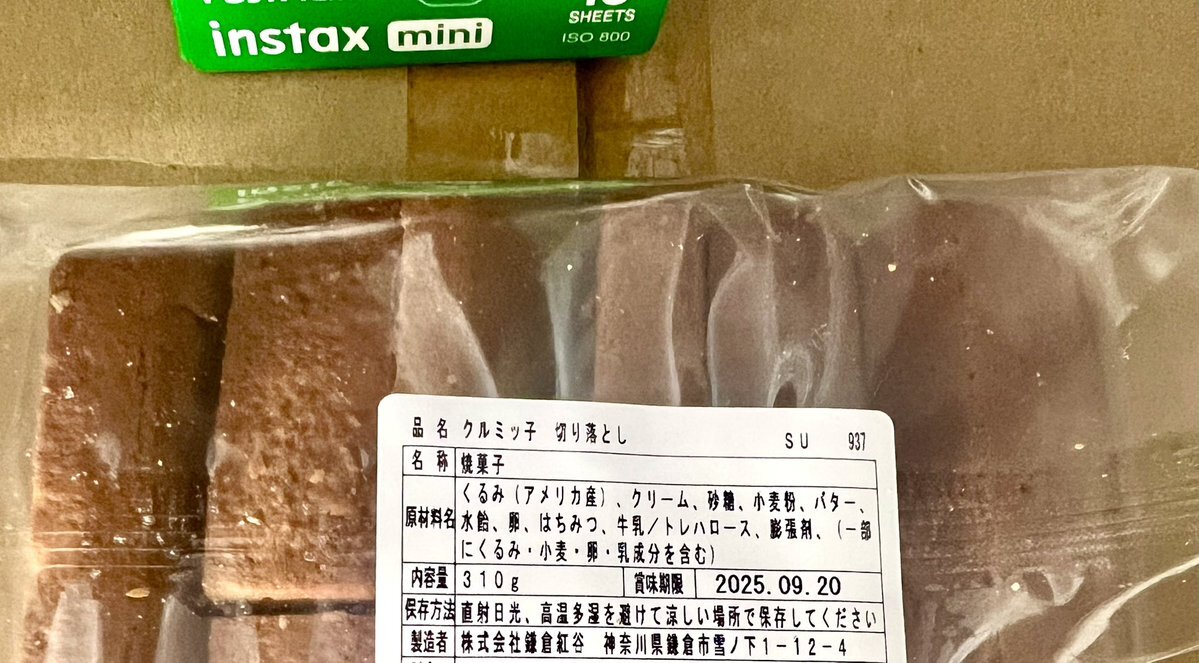 instax mini
SHEETS
ISO 800
品名 クルミッ子 切り落とし SU 937
名称 焼菓子
原材料名 くるみ（アメリカ産）、クリーム、砂糖、小麦粉、バター、
水飴、卵、はちみつ、牛乳／トレハロース、膨張剤、（一部
にくるみ・小麦・卵・乳成分を含む）
内容量 310g 賞味期限 2025.09.20
保存方法 直射日光、高温多湿を避けて涼しい場所で保存してください
製造者 株式会社鎌倉紅谷 神奈川県鎌倉市雪ノ下1-12-4